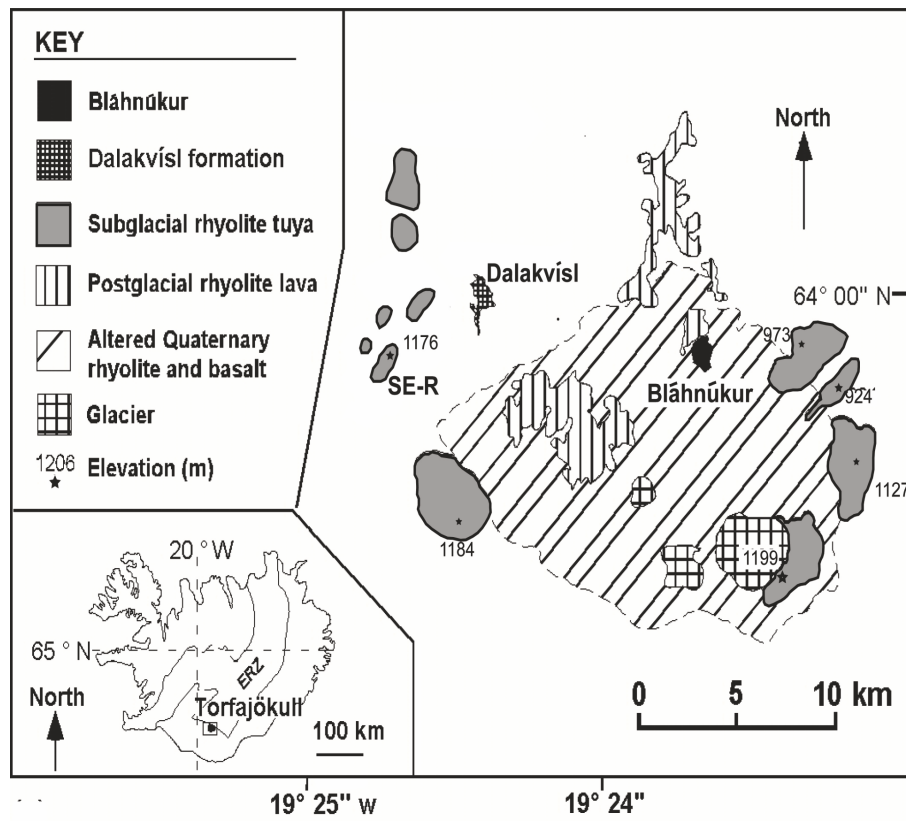 KEY
Bláhnúkur
Dalakvísl formation
Subglacial rhyolite tuya
Postglacial rhyolite lava
Altered Quaternary
rhyolite and basalt
Glacier
1206
Elevation (m)
North
Dalakvísl
64° 00" N
1176
SE-R
973
Bláhnúkur
924
1127
1184
1199
0 5 10 km
20 ° W
65 ° N
ERZ
North
Torfajökull
100 km
19° 25" W
19° 24"